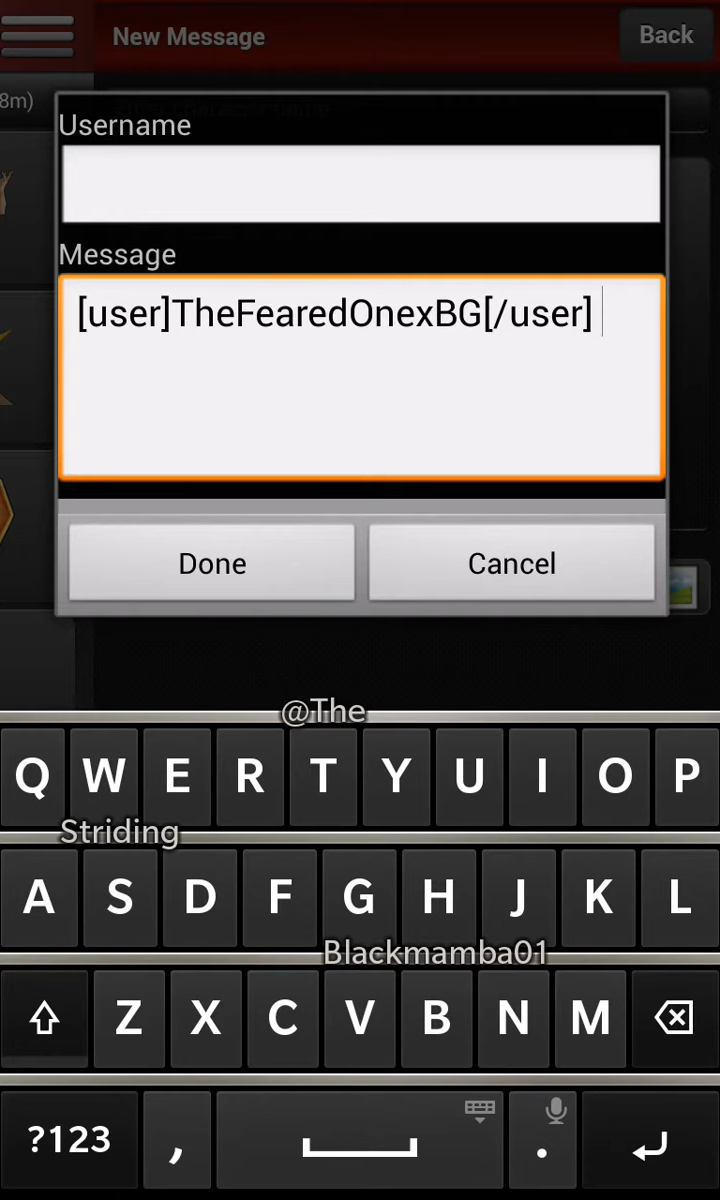 New Message
Back
8m)
Username
Message
[user]TheFearedOnexBG[/user]
Done
Cancel
@The
Q W E R T Y U I O P
Striding
A S D F G H J K L
Blackmamba01
Z X C V B N M
?123 , .